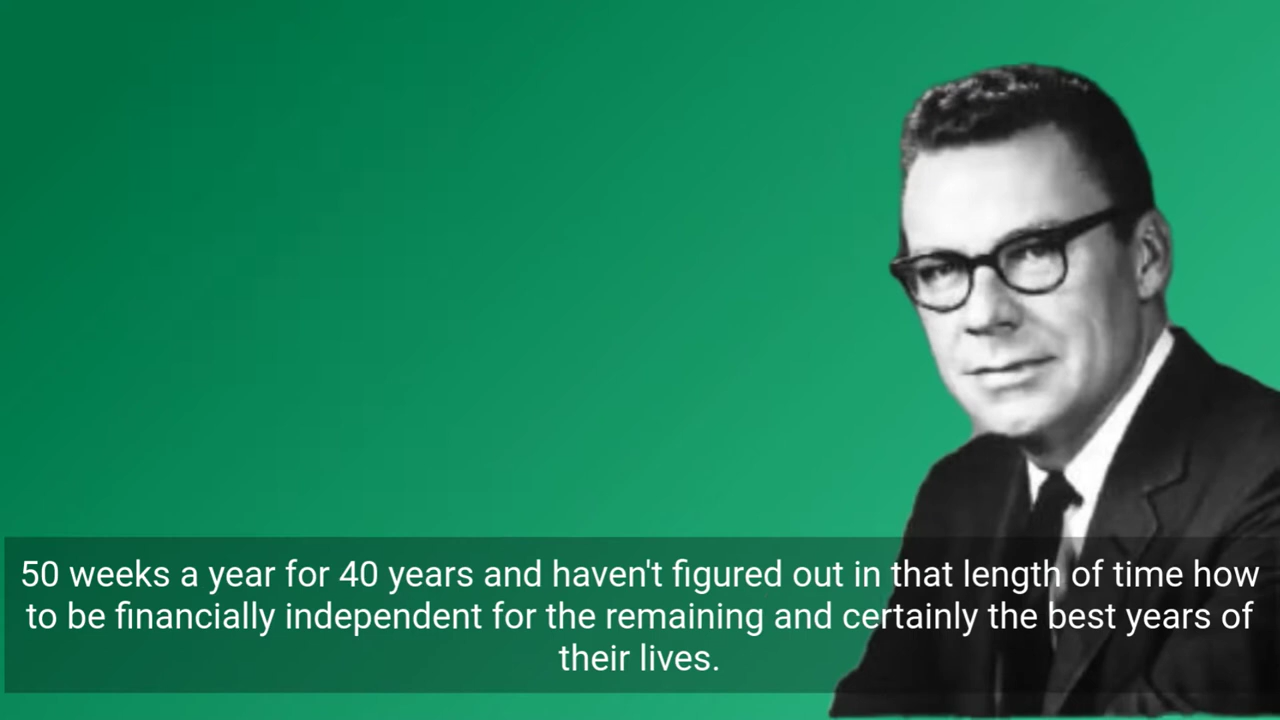 50 weeks a year for 40 years and haven't figured out in that length of time how
to be financially independent for the remaining and certainly the best years of
their lives.